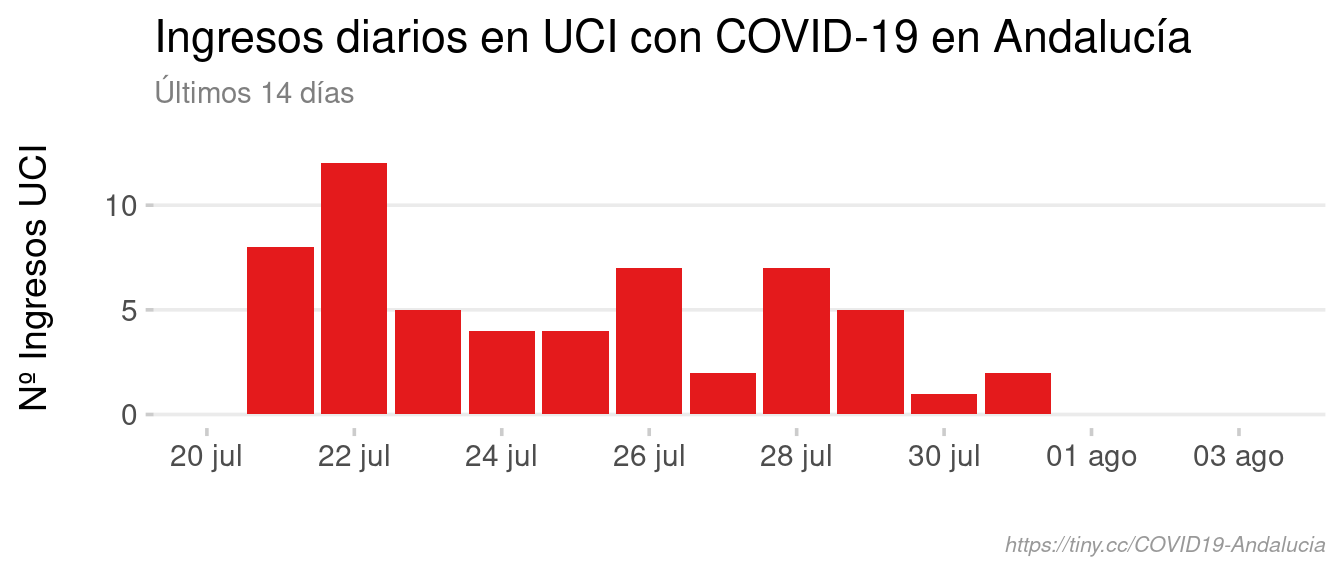 Ingresos diarios en UCI con COVID-19 en Andalucía
Últimos 14 días
Nº Ingresos UCI
10
5
0
20 jul 22 jul 24 jul 26 jul 28 jul 30 jul 01 ago 03 ago
https://tiny.cc/COVID19-Andalucia